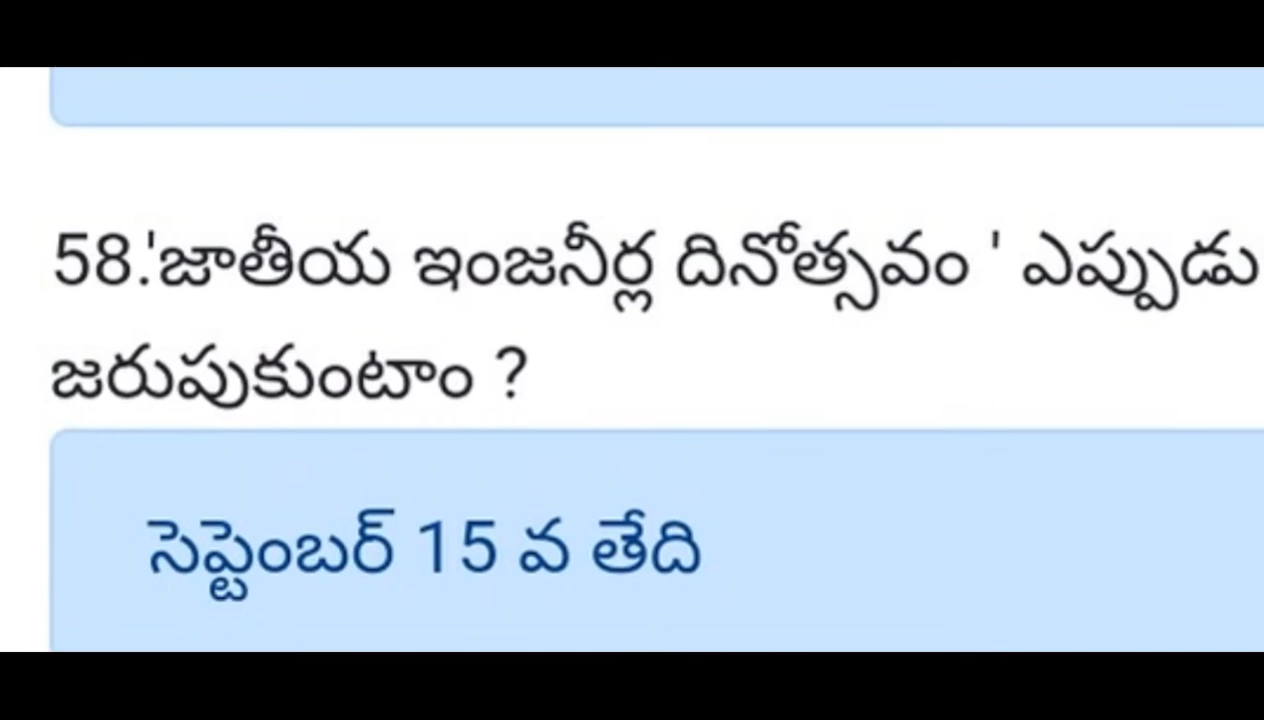 58.'జాతీయ ఇంజనీర్ల దినోత్సవం ' ఎప్పుడు
జరుపుకుంటాం ?
సెప్టెంబర్ 15 వ తేది